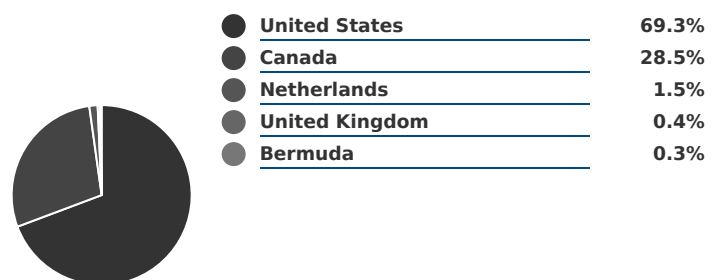 United States 69.3%
Canada 28.5%
Netherlands 1.5%
United Kingdom 0.4%
Bermuda 0.3%